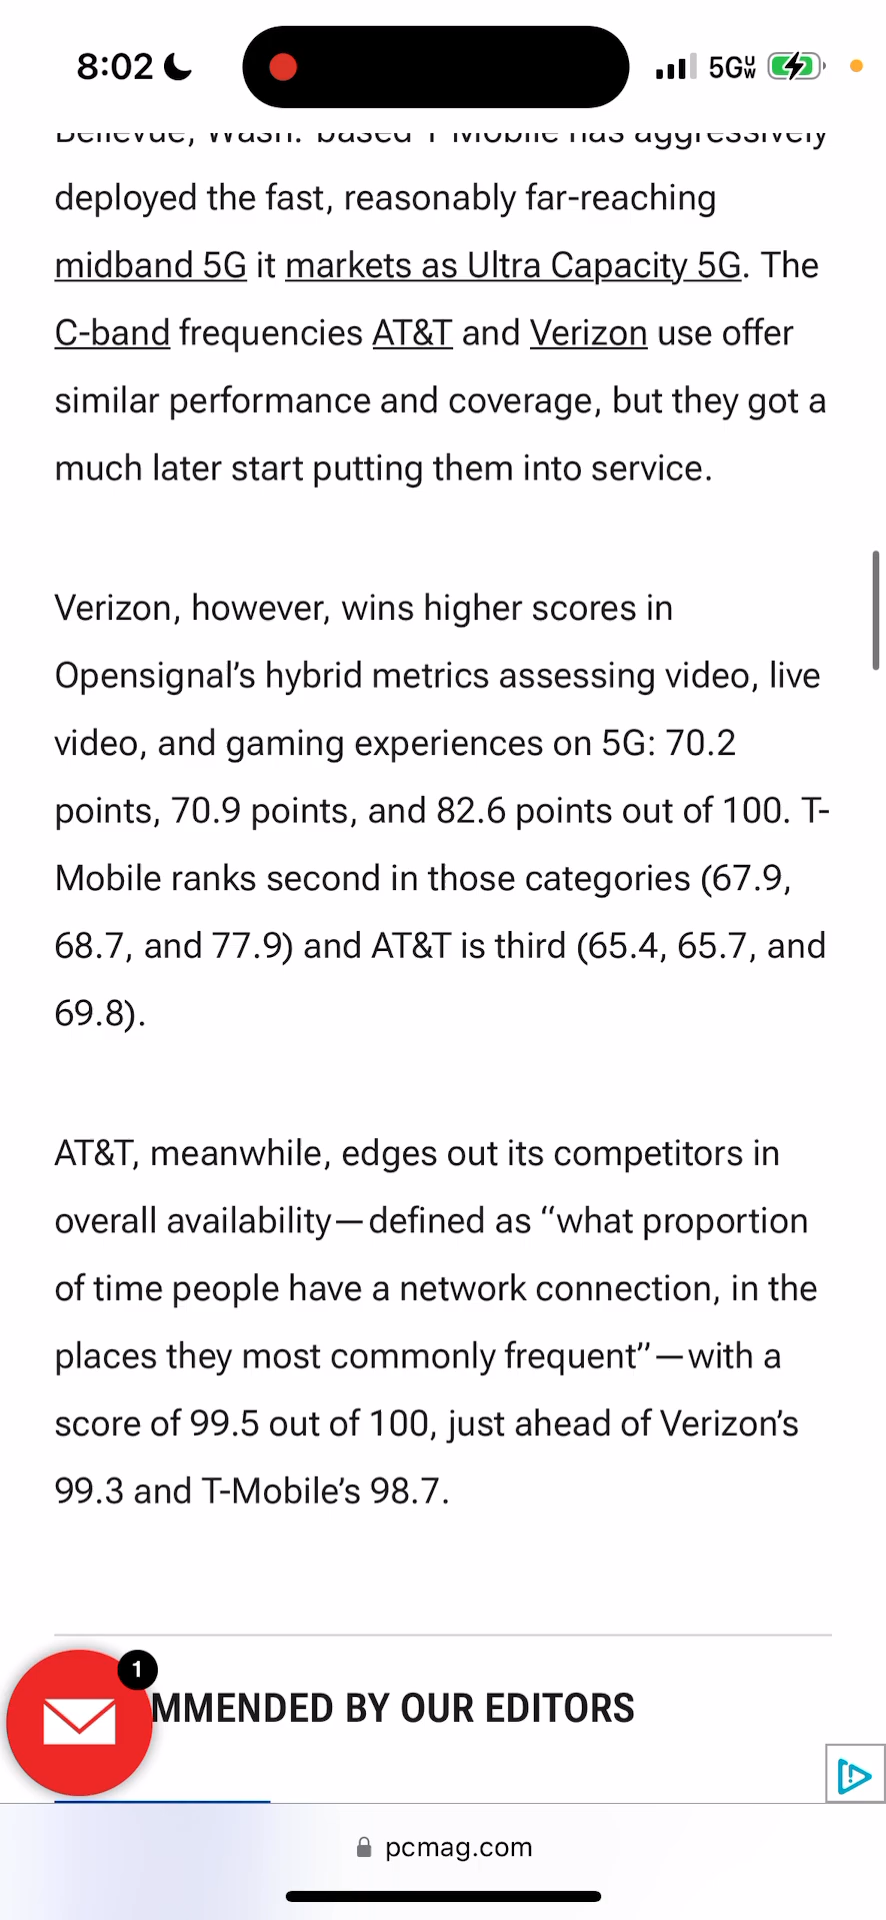 8:02
5GUW
Bellevue, Wash. based T-Mobile has aggressively
deployed the fast, reasonably far-reaching
midband 5G it markets as Ultra Capacity 5G. The
C-band frequencies AT&T and Verizon use offer
similar performance and coverage, but they got a
much later start putting them into service.
Verizon, however, wins higher scores in
Opensignal’s hybrid metrics assessing video, live
video, and gaming experiences on 5G: 70.2
points, 70.9 points, and 82.6 points out of 100. T-
Mobile ranks second in those categories (67.9,
68.7, and 77.9) and AT&T is third (65.4, 65.7, and
69.8).
AT&T, meanwhile, edges out its competitors in
overall availability—defined as “what proportion
of time people have a network connection, in the
places they most commonly frequent”—with a
score of 99.5 out of 100, just ahead of Verizon’s
99.3 and T-Mobile’s 98.7.
1
MMENDED BY OUR EDITORS
pcmag.com